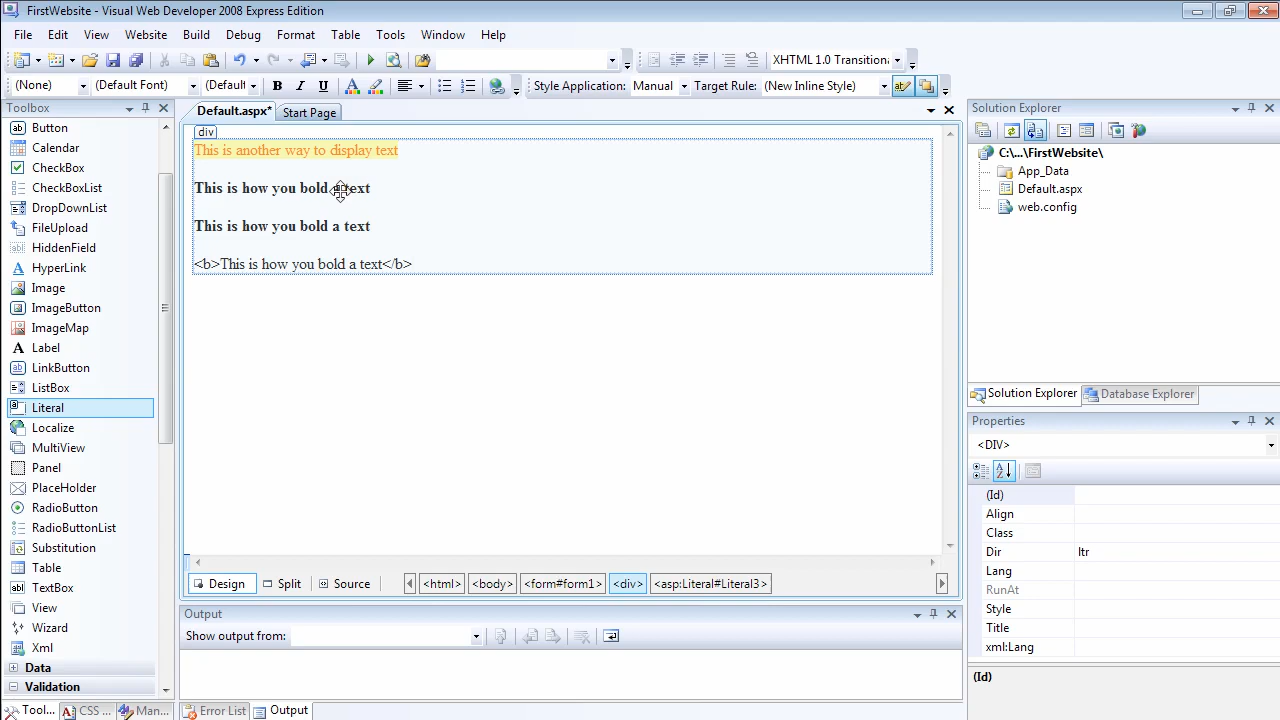 FirstWebsite - Visual Web Developer 2008 Express Edition
File Edit View Website Build Debug Format Table Tools Window Help
XHTML 1.0 Transition
(None) (Default Font) (Defau B I U A Style Application: Manual Target Rule: (New Inline Style)
Toolbox
Button
Calendar
CheckBox
CheckBoxList
DropDownList
FileUpload
HiddenField
HyperLink
Image
ImageButton
ImageMap
Label
LinkButton
ListBox
Literal
Localize
MultiView
Panel
PlaceHolder
RadioButton
RadioButtonList
Substitution
Table
TextBox
View
Wizard
Xml
Data
Validation
Tool... CSS ... Man...
Default.aspx* Start Page
div
This is another way to display text
This is how you bold a text
This is how you bold a text
<b>This is how you bold a text</b>
Design Split Source <html> <body> <form#form1> <div> <asp:Literal#Literal3>
Output
Show output from:
Error List Output
Solution Explorer
C:\...\FirstWebsite\
App_Data
Default.aspx
web.config
Solution Explorer Database Explorer
Properties
<DIV>
(Id)
Align
Class
Dir ltr
Lang
RunAt
Style
Title
xml:Lang
(Id)